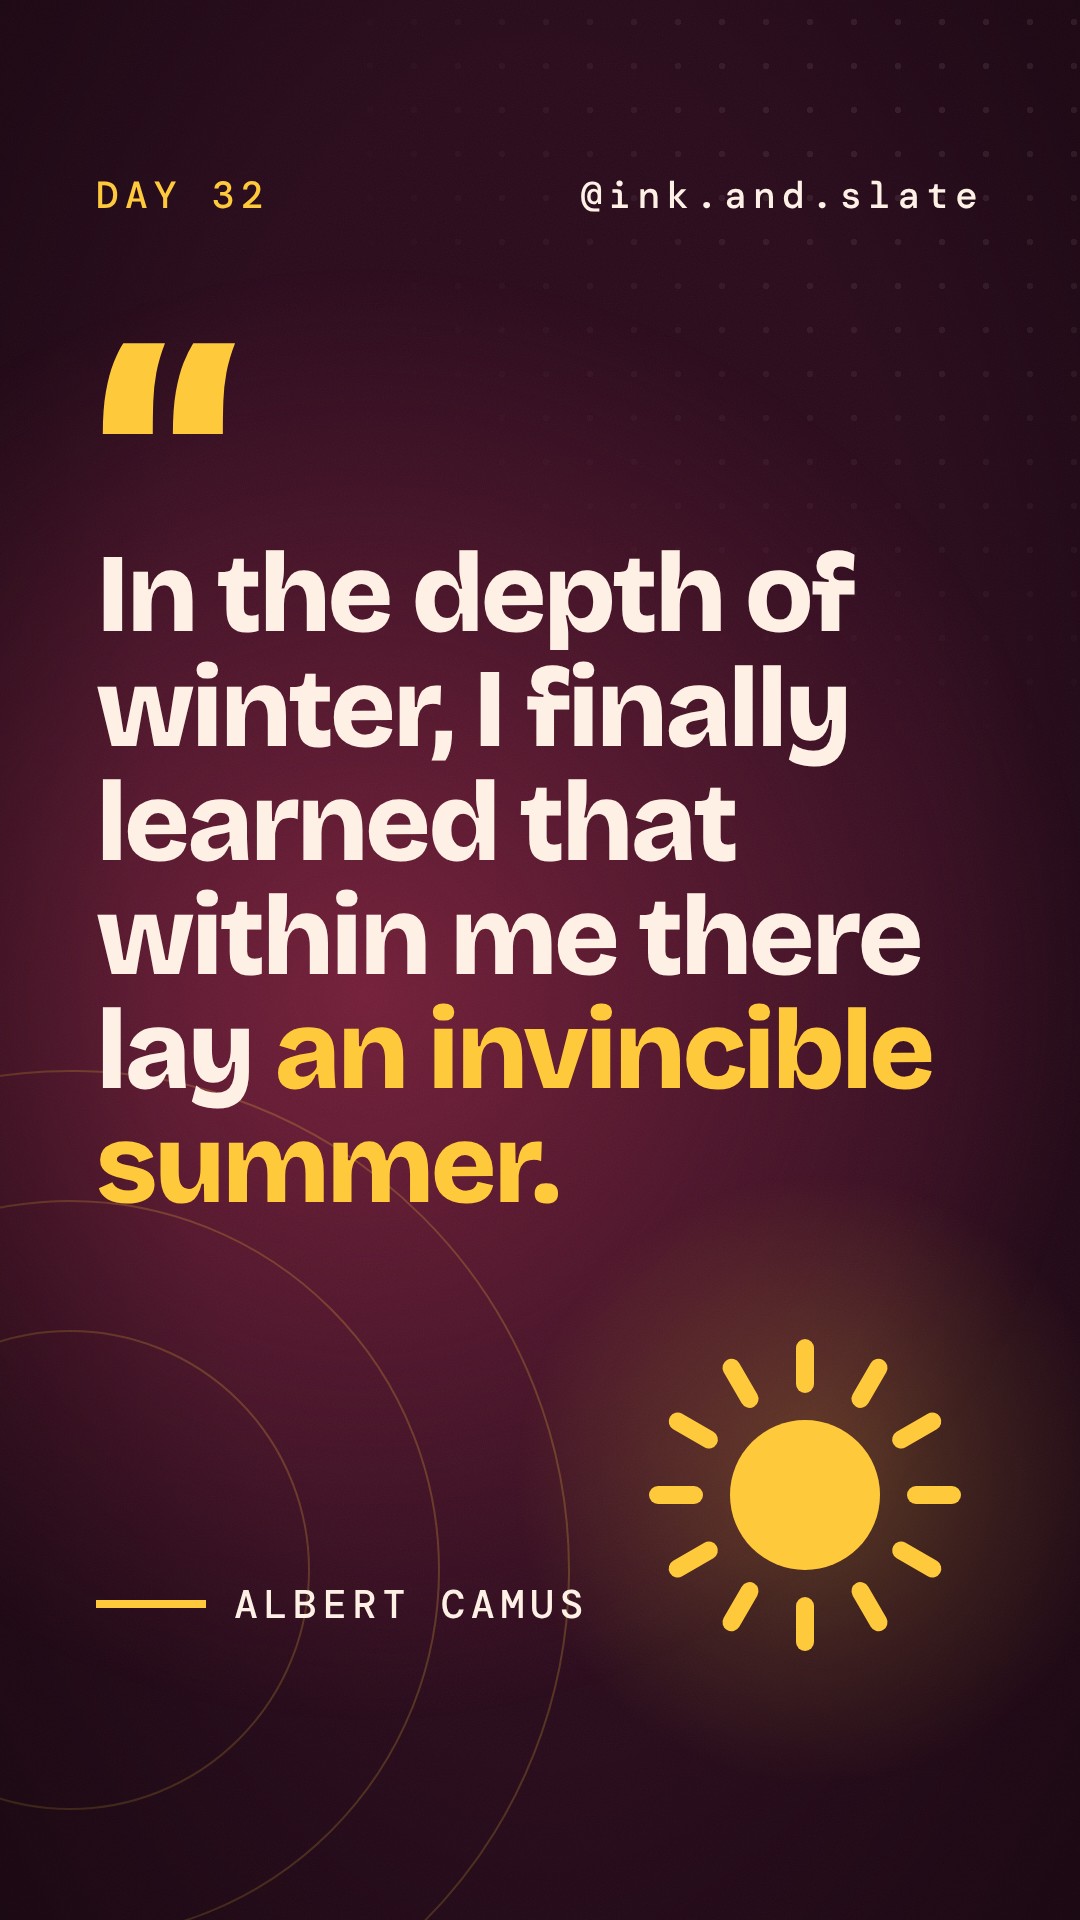 DAY 32
@ink.and.slate
“
In the depth of
winter, I finally
learned that
within me there
lay an invincible
summer.
ALBERT CAMUS